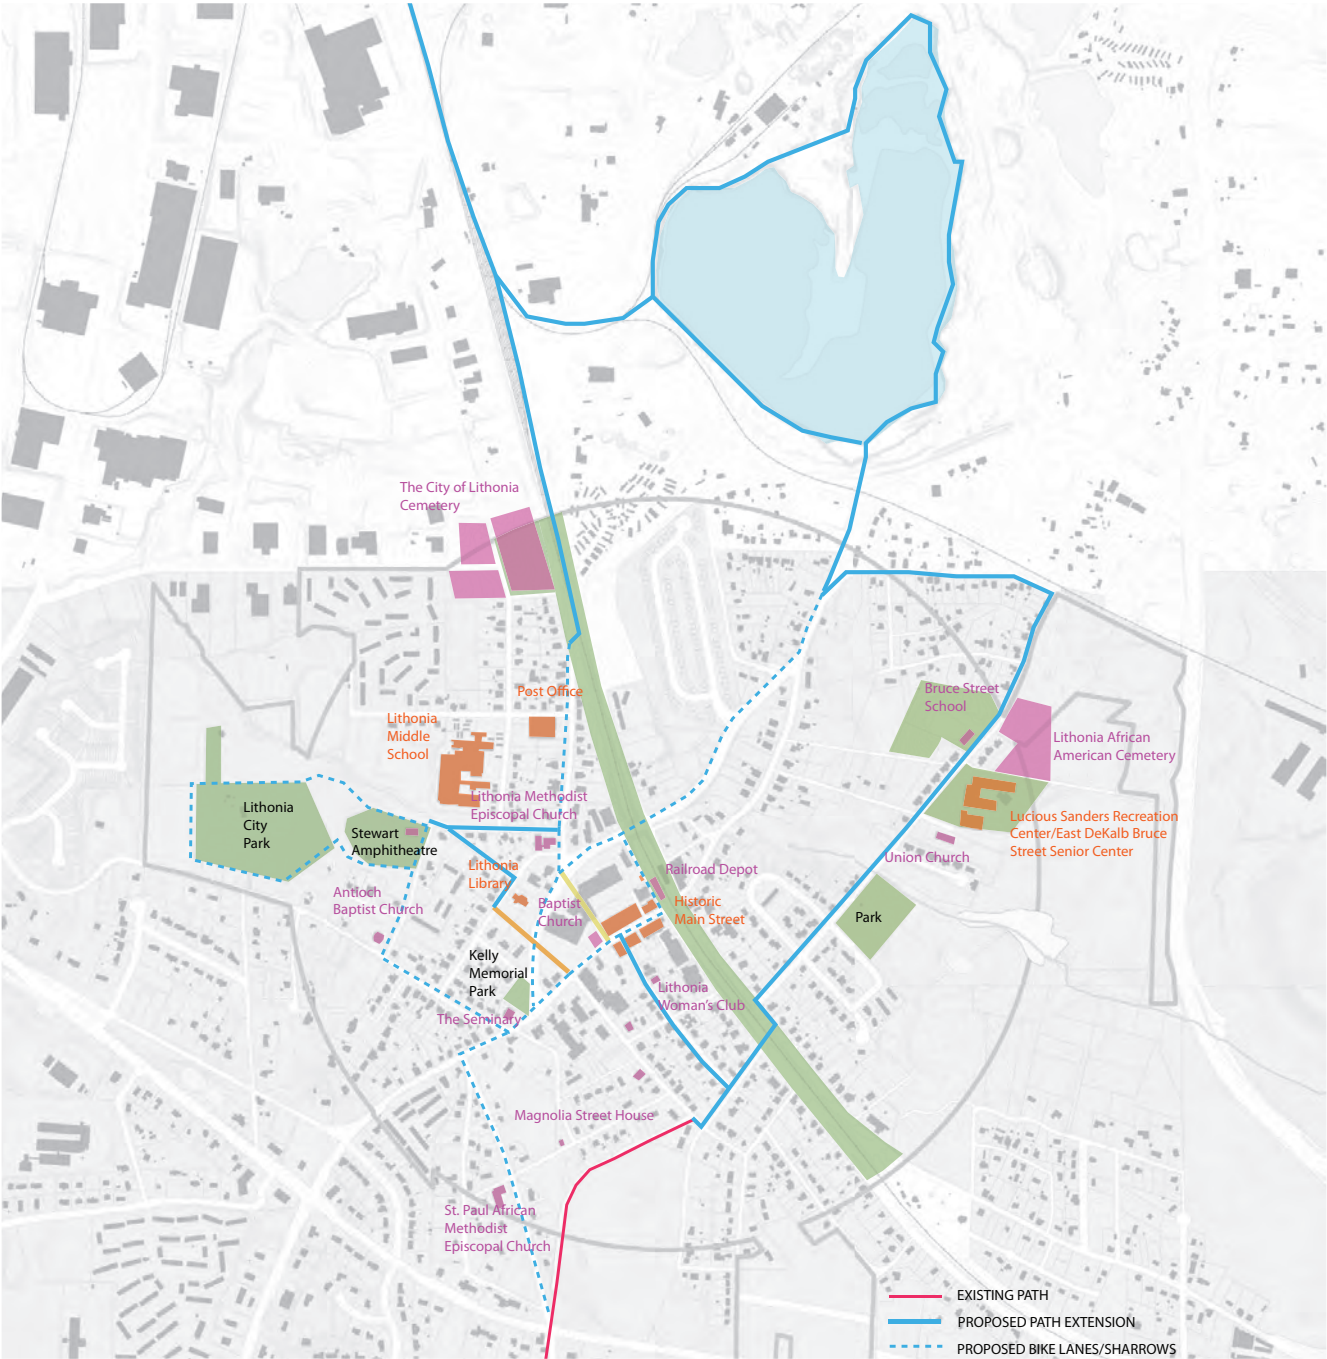 The City of Lithonia
Cemetery
Post Office
Lithonia
Middle
School
Bruce Street
School
Lithonia African
American Cemetery
Lithonia Methodist
Episcopal Church
Lithonia
City
Park
Stewart
Amphitheatre
Lucious Sanders Recreation
Center/East DeKalb Bruce
Street Senior Center
Union Church
Lithonia
Library
Railroad Depot
Antioch
Baptist Church
Baptist
Church
Historic
Main Street
Park
Kelly
Memorial
Park
Lithonia
Woman's Club
The Seminary
Magnolia Street House
St. Paul African
Methodist
Episcopal Church
EXISTING PATH
PROPOSED PATH EXTENSION
PROPOSED BIKE LANES/SHARROWS